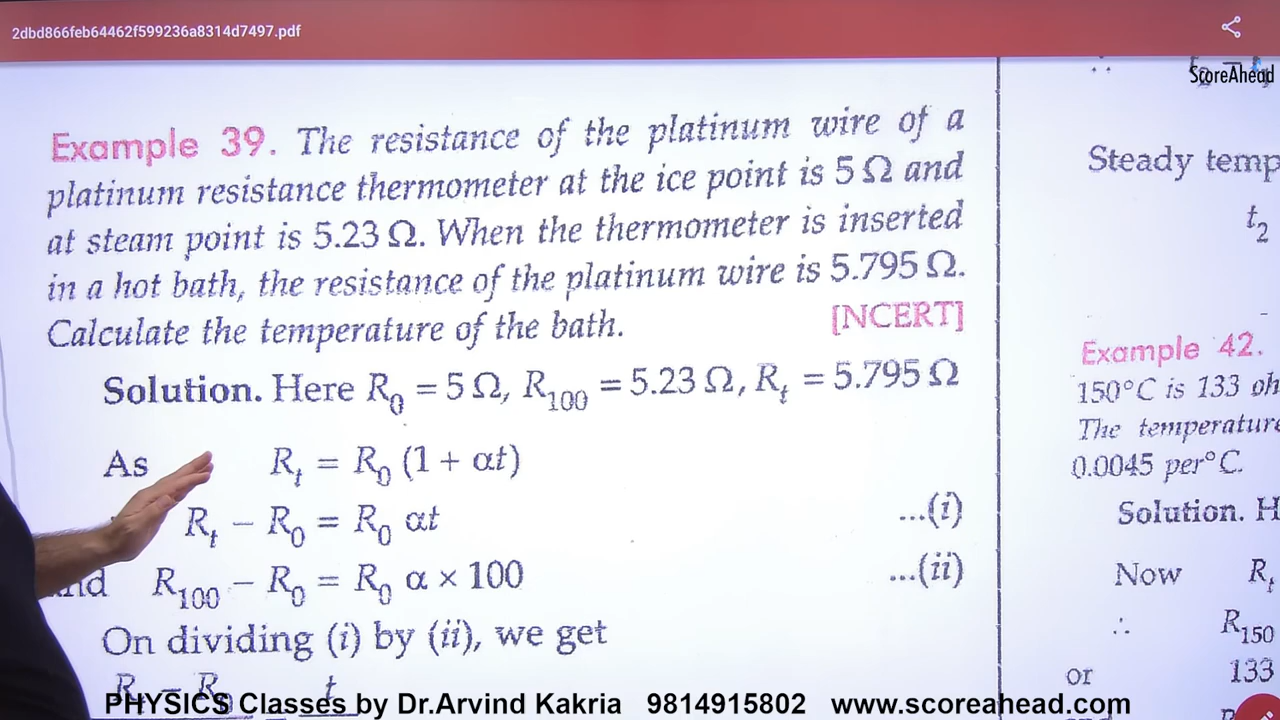 2dbd866feb64462f599236a8314d7497.pdf
ScoreAhead
Example 39. The resistance of the platinum wire of a
platinum resistance thermometer at the ice point is 5 Ω and
at steam point is 5.23 Ω. When the thermometer is inserted
in a hot bath, the resistance of the platinum wire is 5.795 Ω.
Calculate the temperature of the bath. [NCERT]
Solution. Here R₀ = 5 Ω, R₁₀₀ = 5.23 Ω, Rₜ = 5.795 Ω
As Rₜ = R₀ (1 + αt)
Rₜ – R₀ = R₀ αt ...(i)
R₁₀₀ – R₀ = R₀ α × 100 ...(ii)
On dividing (i) by (ii), we get
Rₜ – R₀ t
∴
Steady temp
t₂
Example 42.
150°C is 133 oh
The temperature
0.0045 per°C.
Solution. H
Now Rₜ
∴ R₁₅₀
or 133
PHYSICS Classes by Dr.Arvind Kakria 9814915802 www.scoreahead.com